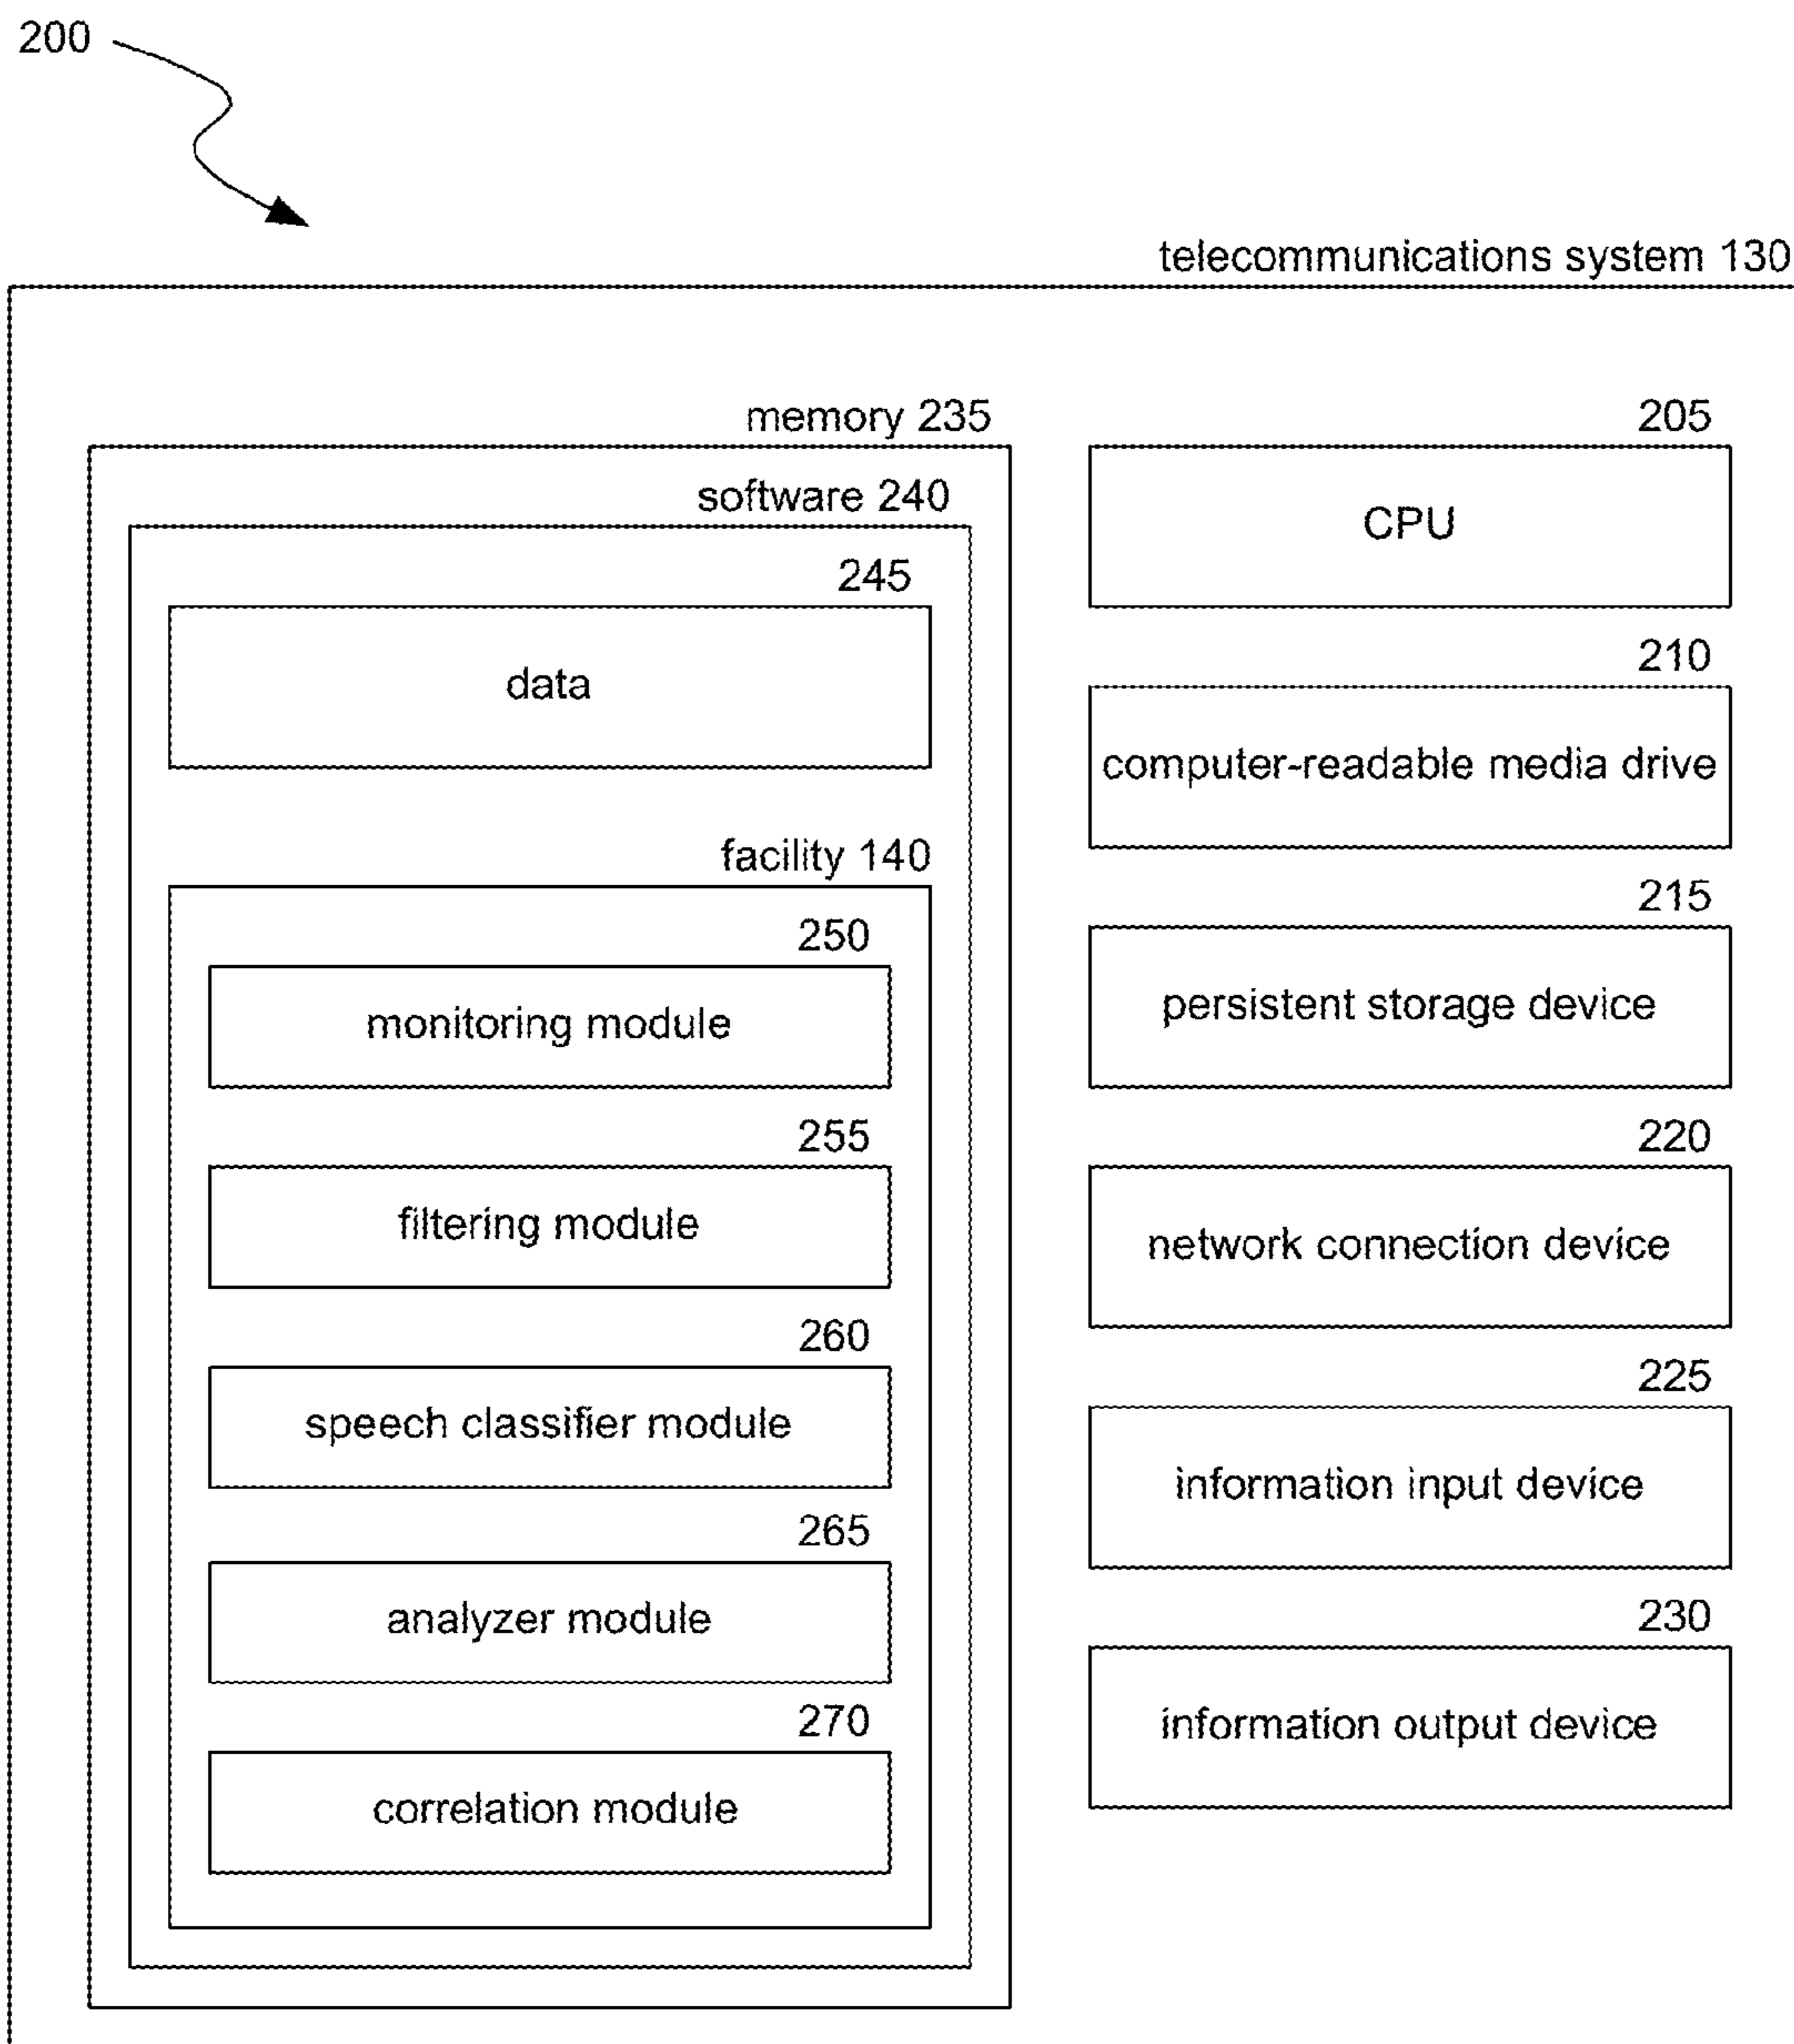 200
telecommunications system 130
memory 235
software 240
245
data
facility 140
250
monitoring module
255
filtering module
260
speech classifier module
265
analyzer module
270
correlation module
205
CPU
210
computer-readable media drive
215
persistent storage device
220
network connection device
225
information input device
230
information output device